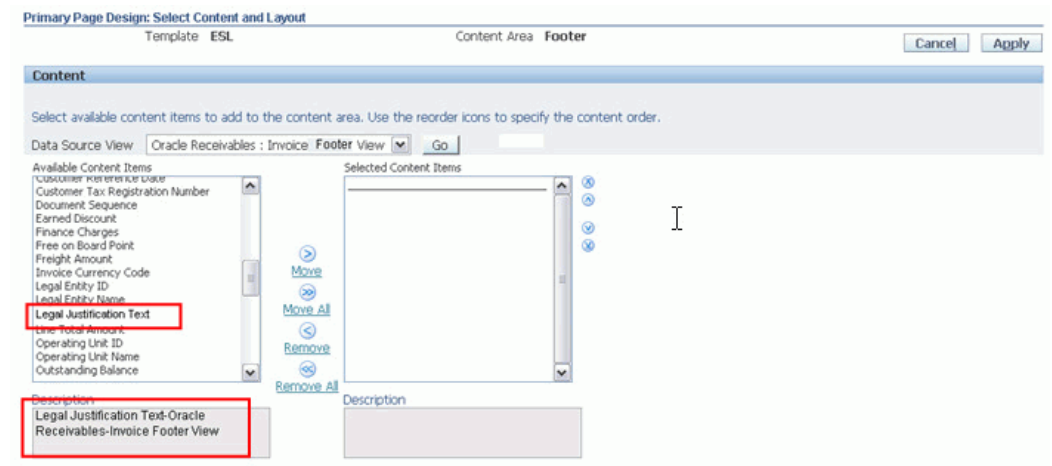 Primary Page Design: Select Content and Layout
Template ESL Content Area Footer
Cancel Apply
Content
Select available content items to add to the content area. Use the reorder icons to specify the content order.
Data Source View Oracle Receivables : Invoice Footer View Go
Available Content Items Selected Content Items
Customer Reference Date
Customer Tax Registration Number
Document Sequence
Earned Discount
Finance Charges
Free on Board Point
Freight Amount
Invoice Currency Code
Legal Entity ID
Legal Entity Name
Legal Justification Text
Line Total Amount
Operating Unit ID
Operating Unit Name
Outstanding Balance
Move
Move All
Remove
Remove All
Description Description
Legal Justification Text-Oracle
Receivables-Invoice Footer View